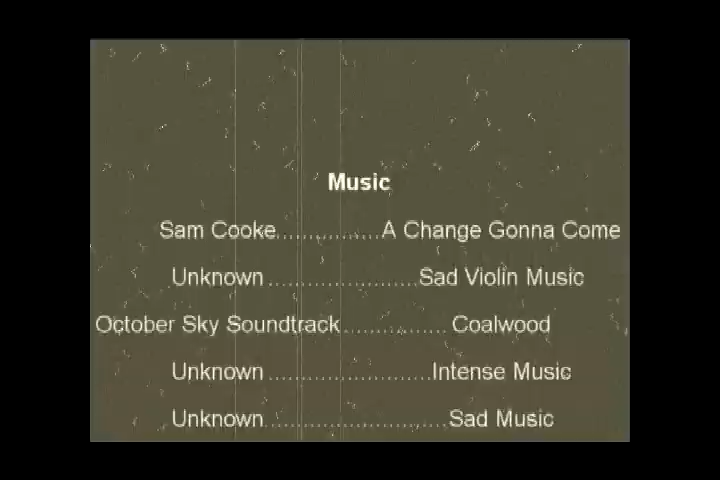 Music
Sam Cooke................A Change Gonna Come
Unknown.......................Sad Violin Music
October Sky Soundtrack................ Coalwood
Unknown.........................Intense Music
Unknown............................Sad Music